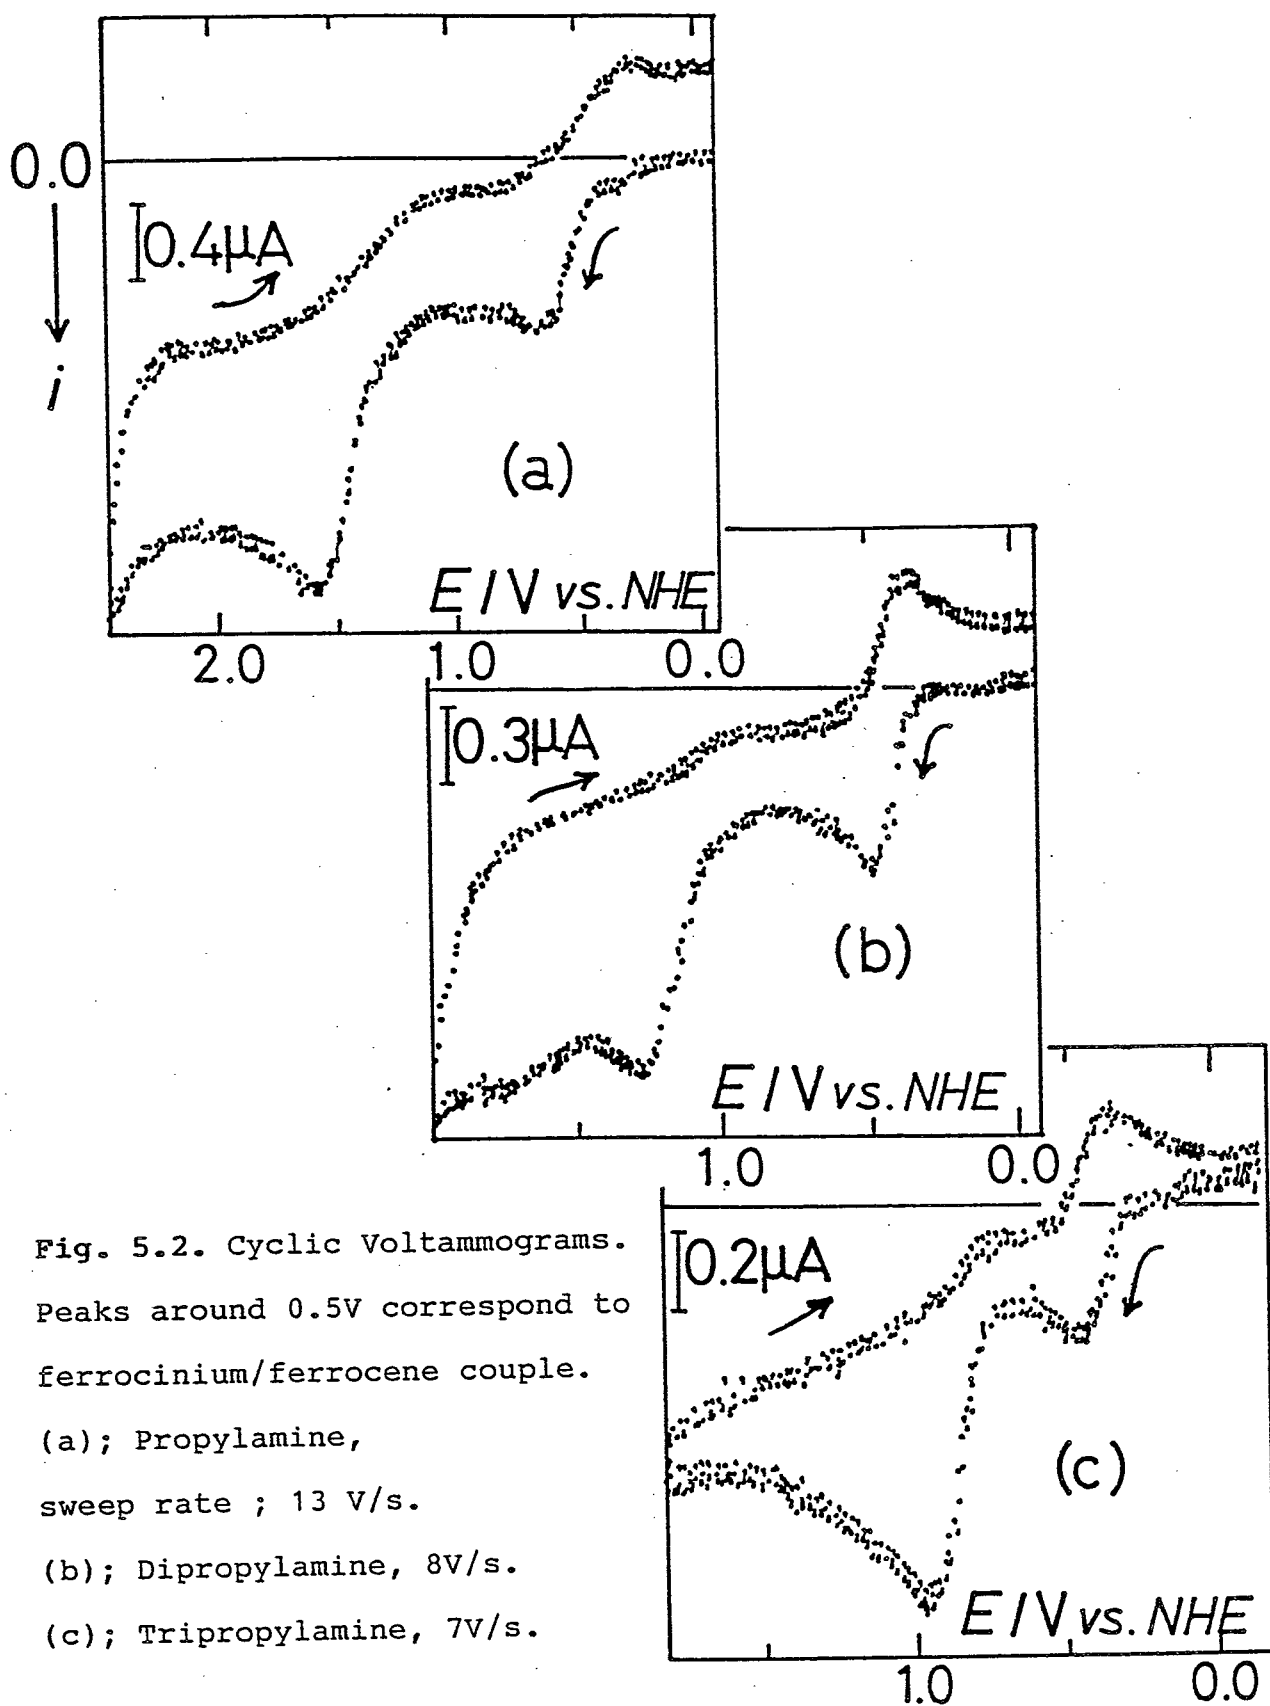 0.0
i
0.4μA
(a)
E / V vs. NHE
2.0 1.0 0.0
0.3μA
(b)
E / V vs. NHE
1.0 0.0
0.2μA
(c)
E / V vs. NHE
1.0 0.0
Fig. 5.2. Cyclic Voltammograms.
Peaks around 0.5V correspond to
ferrocinium/ferrocene couple.
(a); Propylamine,
sweep rate ; 13 V/s.
(b); Dipropylamine, 8V/s.
(c); Tripropylamine, 7V/s.